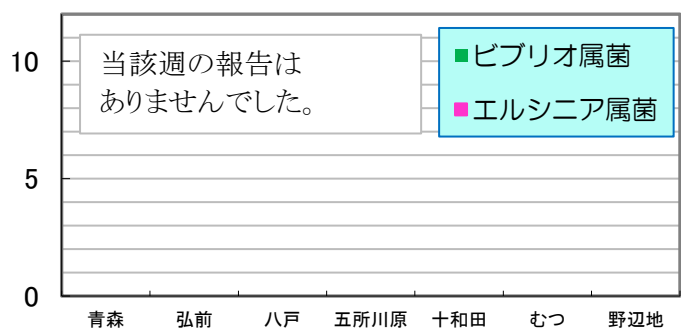 10
5
0
当該週の報告は
ありませんでした。
ビブリオ属菌
エルシニア属菌
青森 弘前 八戸 五所川原 十和田 むつ 野辺地